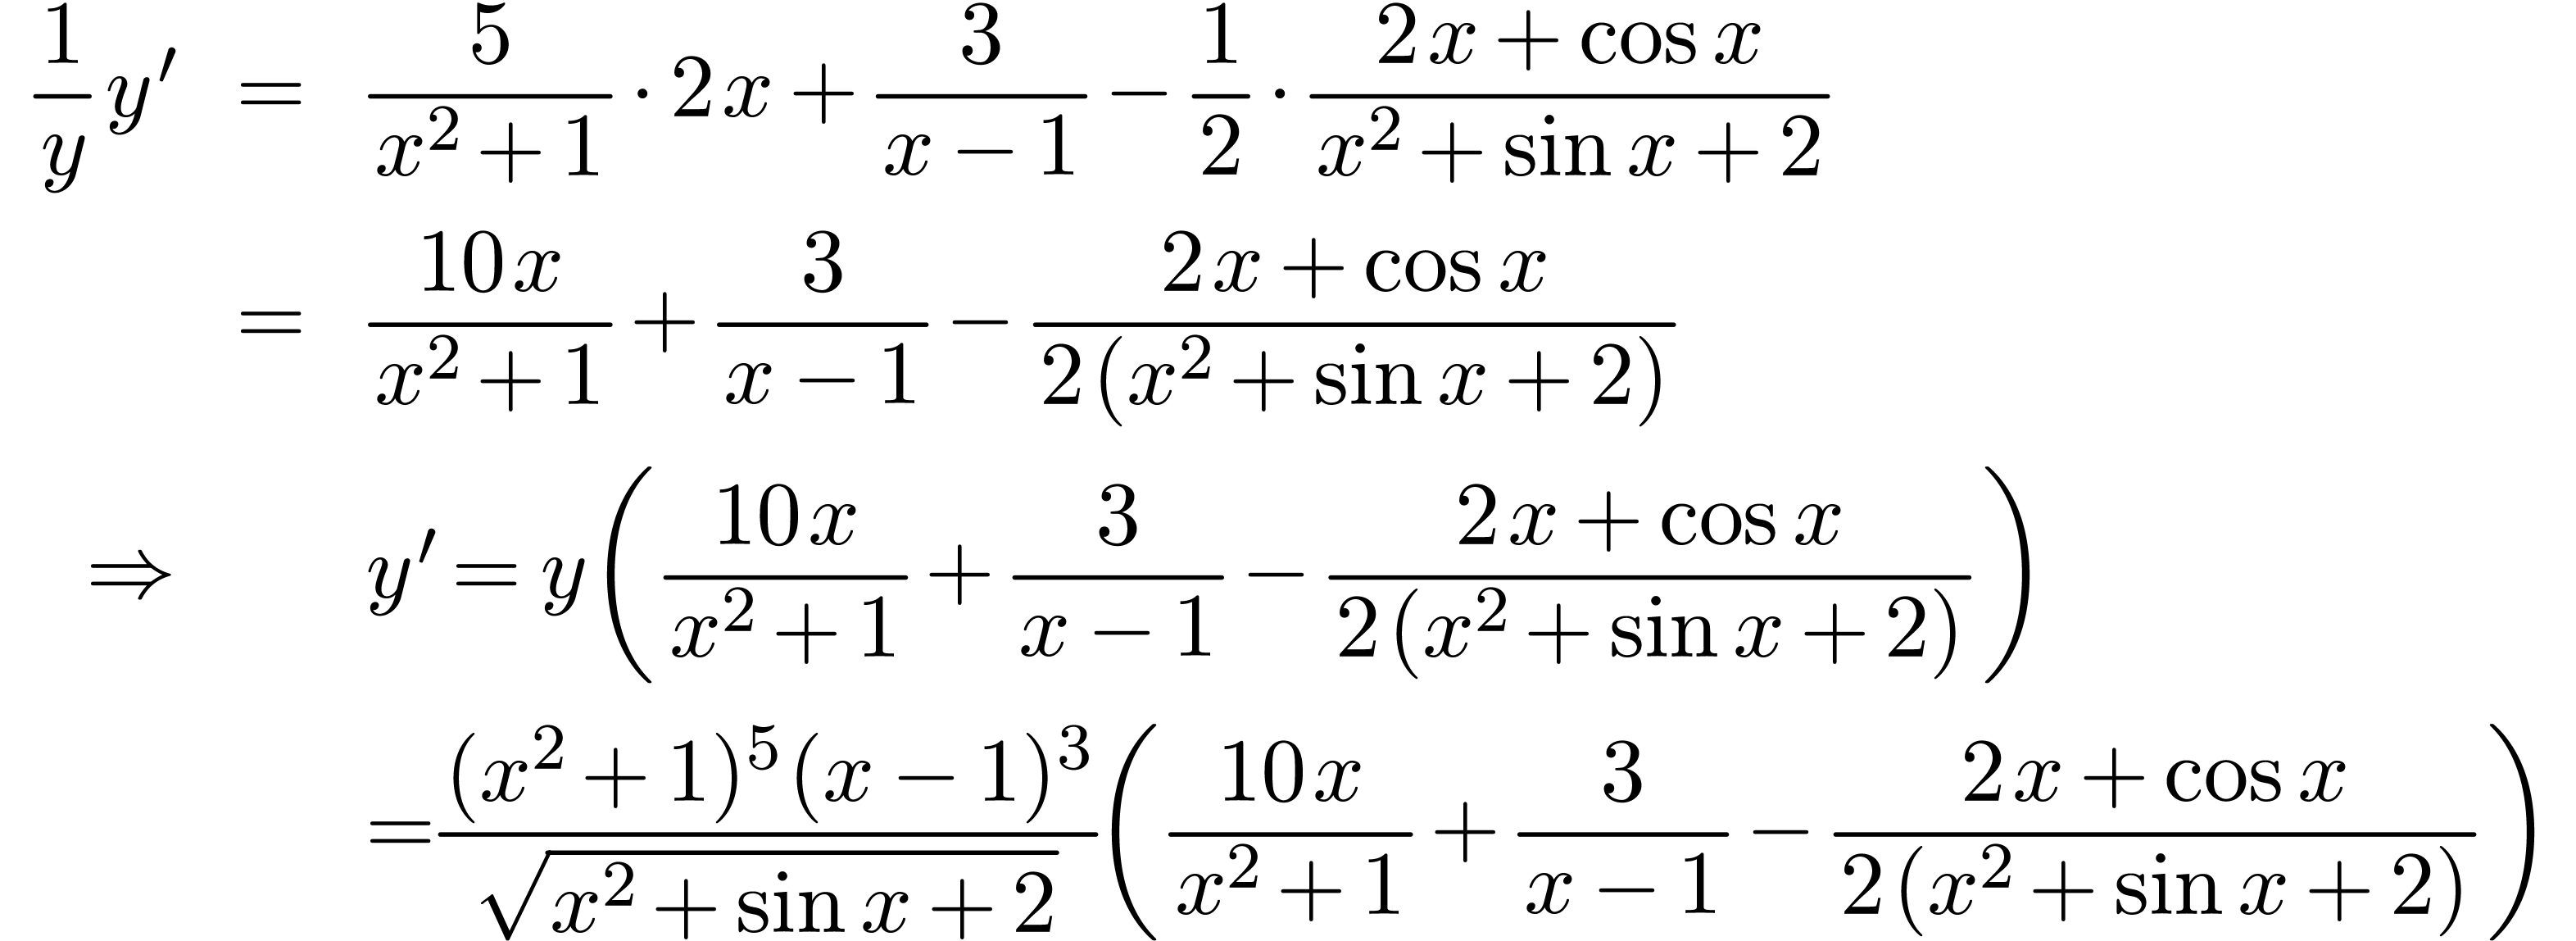 \frac{1}{y} y' = \frac{5}{x^2+1} \cdot 2x + \frac{3}{x-1} - \frac{1}{2} \cdot \frac{2x+\cos x}{x^2+\sin x+2}
= \frac{10x}{x^2+1} + \frac{3}{x-1} - \frac{2x+\cos x}{2(x^2+\sin x+2)}
\Rightarrow y' = y\left(\frac{10x}{x^2+1} + \frac{3}{x-1} - \frac{2x+\cos x}{2(x^2+\sin x+2)}\right)
= \frac{(x^2+1)^5(x-1)^3}{\sqrt{x^2+\sin x+2}}\left(\frac{10x}{x^2+1} + \frac{3}{x-1} - \frac{2x+\cos x}{2(x^2+\sin x+2)}\right)